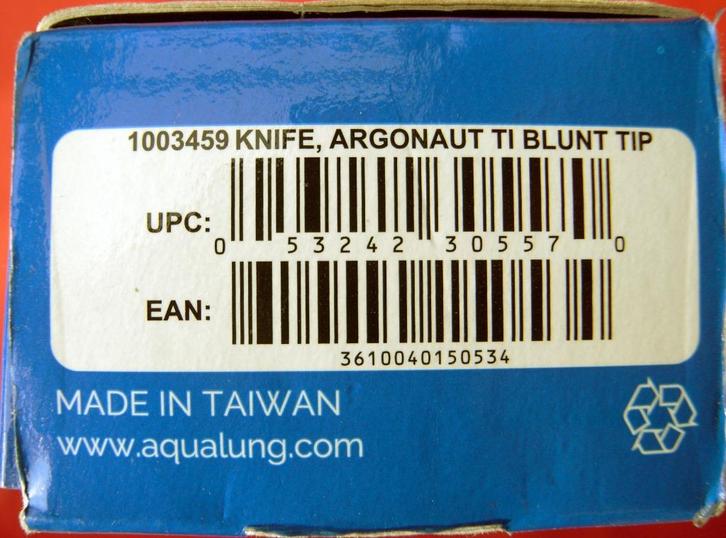 1003459 KNIFE, ARGONAUT TI BLUNT TIP
UPC:
0 53242 30557 0
EAN:
3610040150534
MADE IN TAIWAN
www.aqualung.com